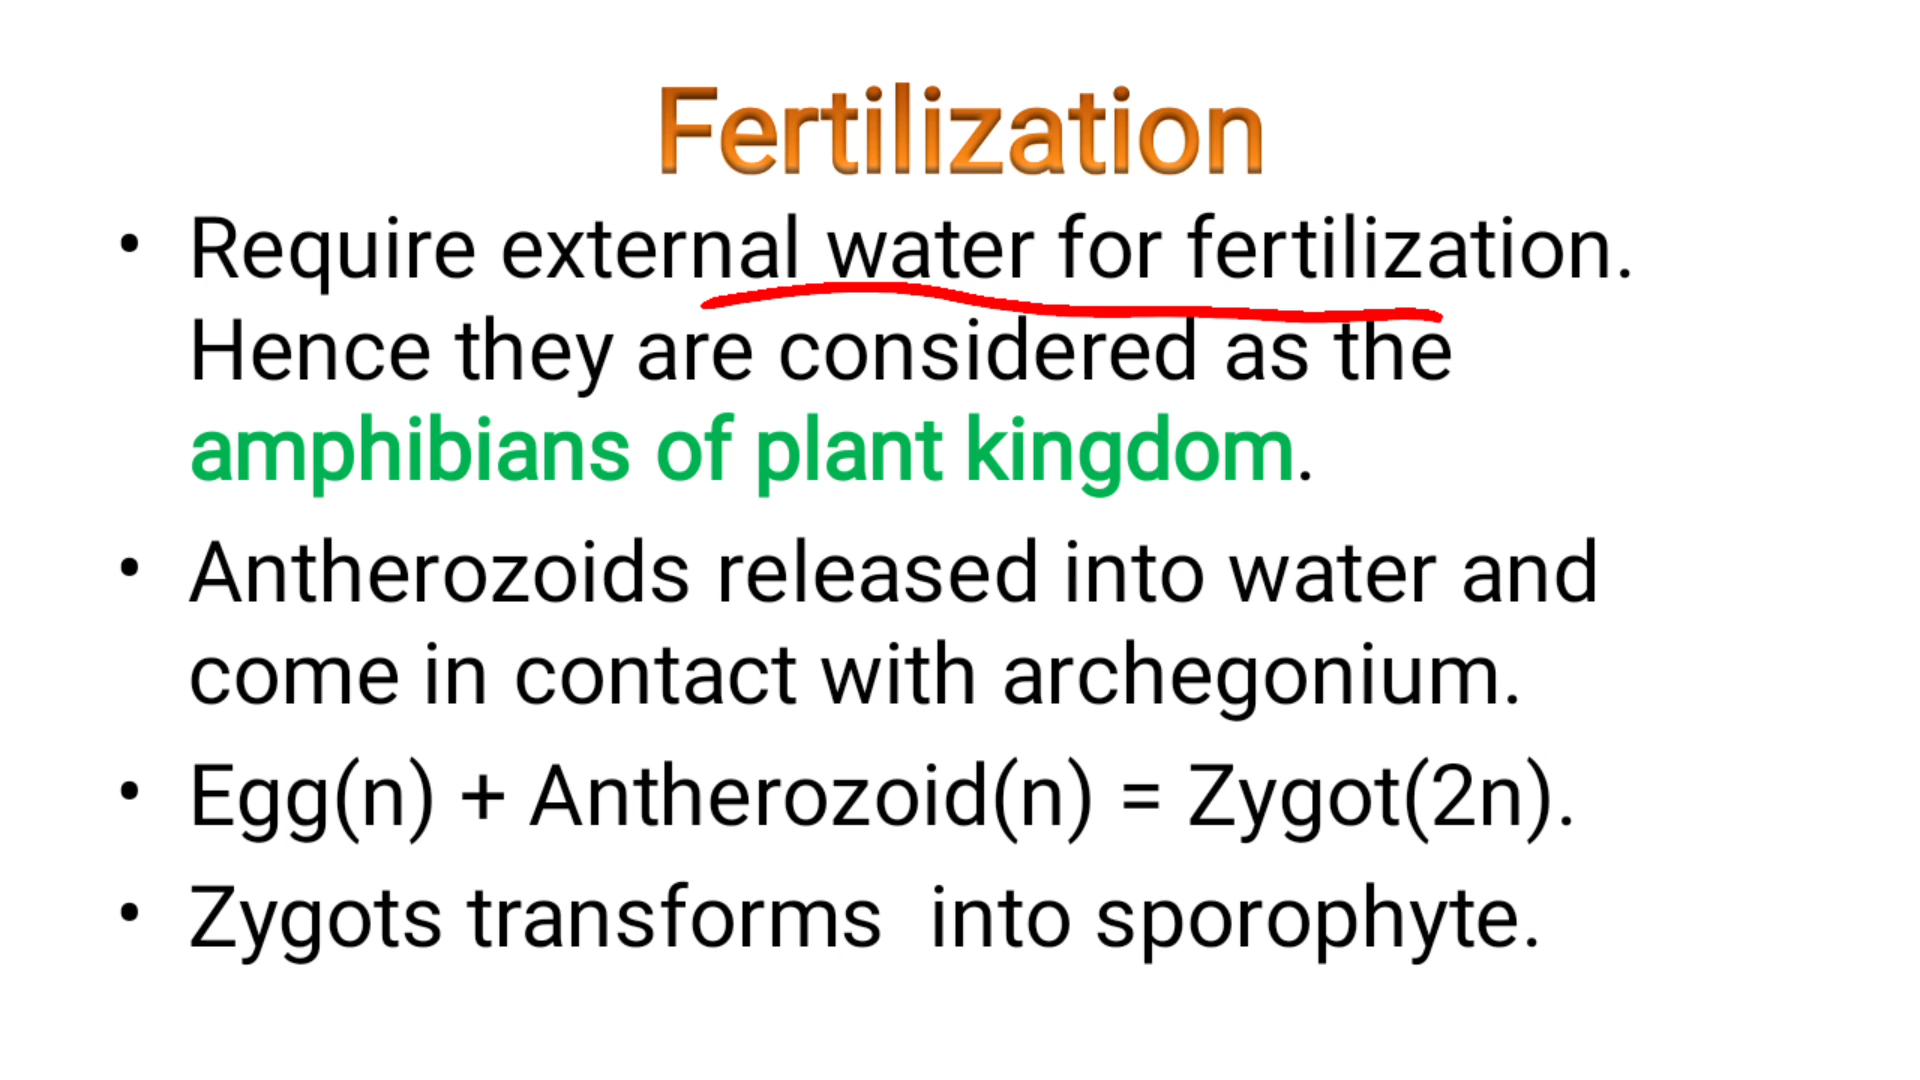 Fertilization
• Require external water for fertilization.
Hence they are considered as the
amphibians of plant kingdom.
• Antherozoids released into water and
come in contact with archegonium.
• Egg(n) + Antherozoid(n) = Zygot(2n).
• Zygots transforms  into sporophyte.